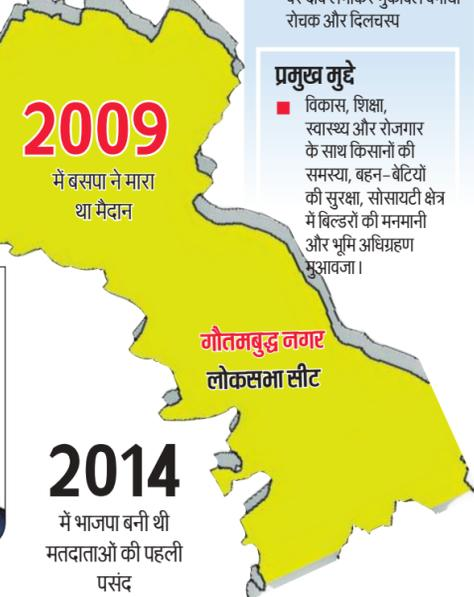 रोचक और दिलचस्प
प्रमुख मुद्दे
विकास, शिक्षा,
स्वास्थ्य और रोजगार
के साथ किसानों की
समस्या, बहन-बेटियों
की सुरक्षा, सोसायटी क्षेत्र
में बिल्डरों की मनमानी
और भूमि अधिग्रहण
मुआवजा।
2009
में बसपा ने मारा
था मैदान
गौतमबुद्ध नगर
लोकसभा सीट
2014
में भाजपा बनी थी
मतदाताओं की पहली
पसंद